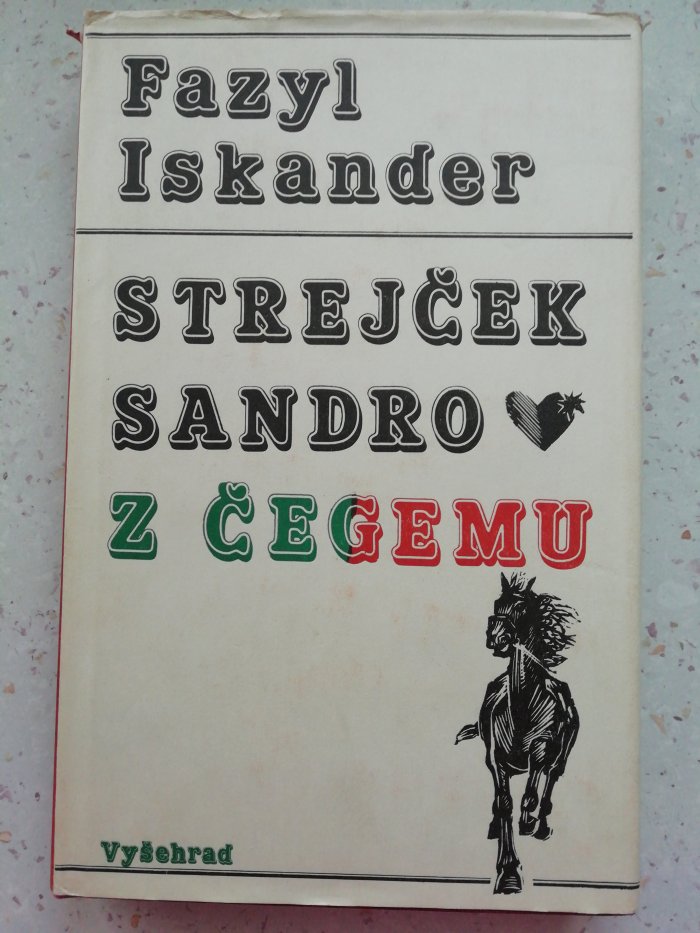 Fazyl
Iskander
STREJČEK
SANDRO
Z ČEGEMU
Vyšehrad